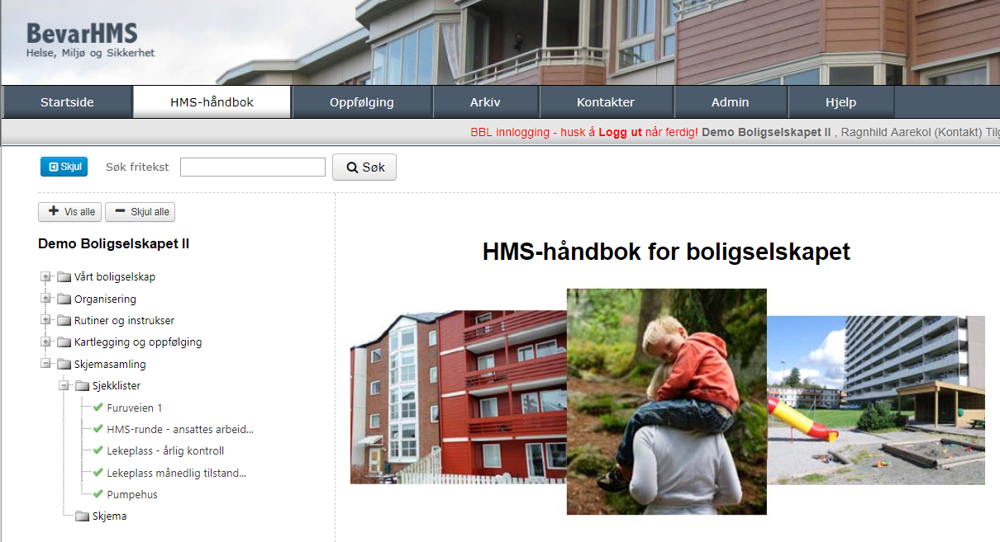 BevarHMS
Helse, Miljø og Sikkerhet
Startside HMS-håndbok Oppfølging Arkiv Kontakter Admin Hjelp
BBL innlogging - husk å Logg ut når ferdig! Demo Boligselskapet II , Ragnhild Aarekol (Kontakt) Tilg
Skjul Søk fritekst Søk
Vis alle Skjul alle
Demo Boligselskapet II
HMS-håndbok for boligselskapet
Vårt boligselskap
Organisering
Rutiner og instrukser
Kartlegging og oppfølging
Skjemasamling
Sjekklister
Furuveien 1
HMS-runde - ansattes arbeid...
Lekeplass - årlig kontroll
Lekeplass månedlig tilstand...
Pumpehus
Skjema